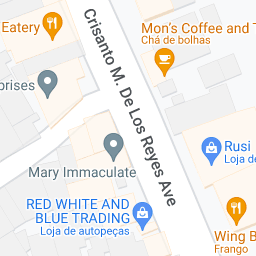 Eatery
Crisanto M. De Los Reyes Ave
Mon's Coffee and T
Chá de bolhas
prises
Mary Immaculate
Rusi
Loja de
RED WHITE AND
BLUE TRADING
Loja de autopeças
Wing B
Frango